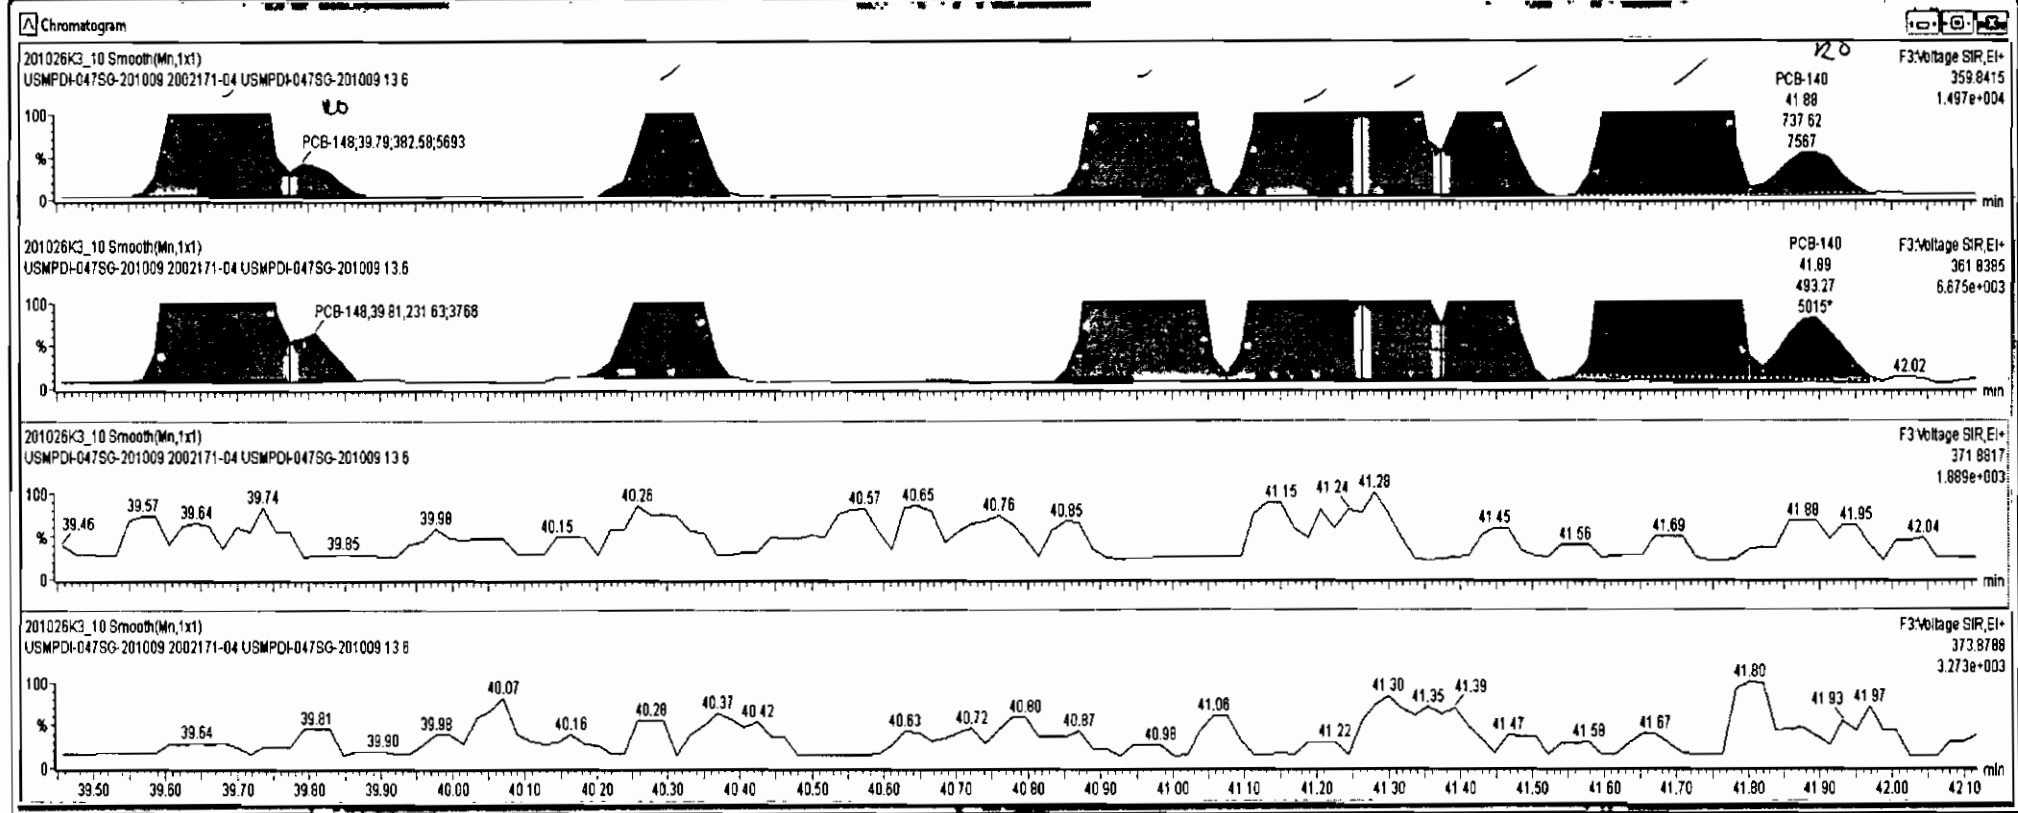 Chromatogram
201026K3_10 Smooth(Mn,1x1)
F3:Voltage SIR,EI+
USMPDI-047SG-201009 2002171-04 USMPDI-047SG-201009 13.6
359.8415
1.497e+004
PCB-140
41.88
737.62
7567
100
%
0
PCB-148;39.79;382.58;5693
min
201026K3_10 Smooth(Mn,1x1)
F3:Voltage SIR,EI+
USMPDI-047SG-201009 2002171-04 USMPDI-047SG-201009 13.6
361.8385
6.675e+003
PCB-140
41.89
493.27
5015*
100
%
0
PCB-148,39.81,231.63;3768
42.02
min
201026K3_10 Smooth(Mn,1x1)
F3:Voltage SIR,EI+
USMPDI-047SG-201009 2002171-04 USMPDI-047SG-201009 13.6
371.8817
1.889e+003
100
%
0
39.46 39.57 39.64 39.74 39.85 39.98 40.15 40.26 40.57 40.65 40.76 40.85 41.15 41.24 41.28 41.45 41.56 41.69 41.88 41.95 42.04
min
201026K3_10 Smooth(Mn,1x1)
F3:Voltage SIR,EI+
USMPDI-047SG-201009 2002171-04 USMPDI-047SG-201009 13.6
373.8788
3.273e+003
100
%
0
39.64 39.81 39.90 39.98 40.07 40.16 40.28 40.37 40.42 40.63 40.72 40.80 40.87 40.98 41.06 41.22 41.30 41.35 41.39 41.47 41.58 41.67 41.80 41.93 41.97
min
39.50 39.60 39.70 39.80 39.90 40.00 40.10 40.20 40.30 40.40 40.50 40.60 40.70 40.80 40.90 41.00 41.10 41.20 41.30 41.40 41.50 41.60 41.70 41.80 41.90 42.00 42.10